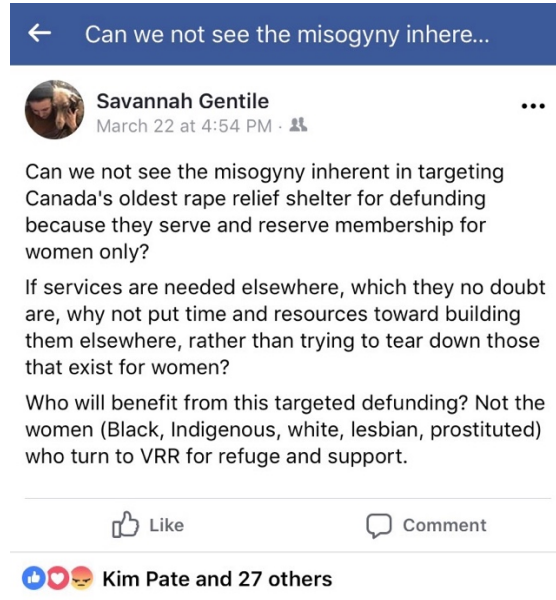 Can we not see the misogyny inhere...
Savannah Gentile
March 22 at 4:54 PM ·
Can we not see the misogyny inherent in targeting
Canada's oldest rape relief shelter for defunding
because they serve and reserve membership for
women only?
If services are needed elsewhere, which they no doubt
are, why not put time and resources toward building
them elsewhere, rather than trying to tear down those
that exist for women?
Who will benefit from this targeted defunding? Not the
women (Black, Indigenous, white, lesbian, prostituted)
who turn to VRR for refuge and support.
Like
Comment
Kim Pate and 27 others